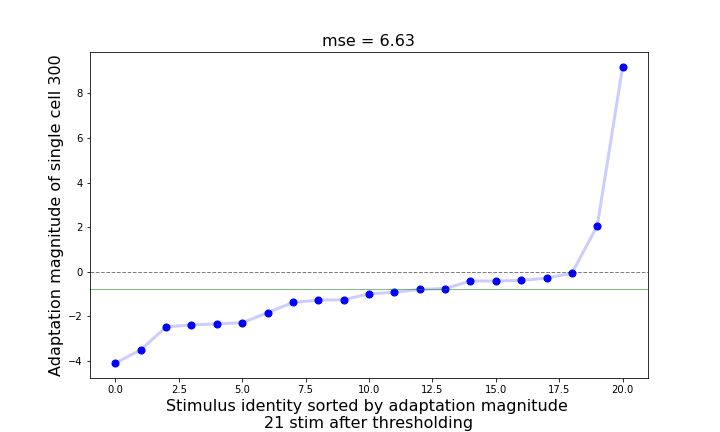 mse = 6.63
Adaptation magnitude of single cell 300
8
6
4
2
0
−2
−4
0.0 2.5 5.0 7.5 10.0 12.5 15.0 17.5 20.0
Stimulus identity sorted by adaptation magnitude
21 stim after thresholding